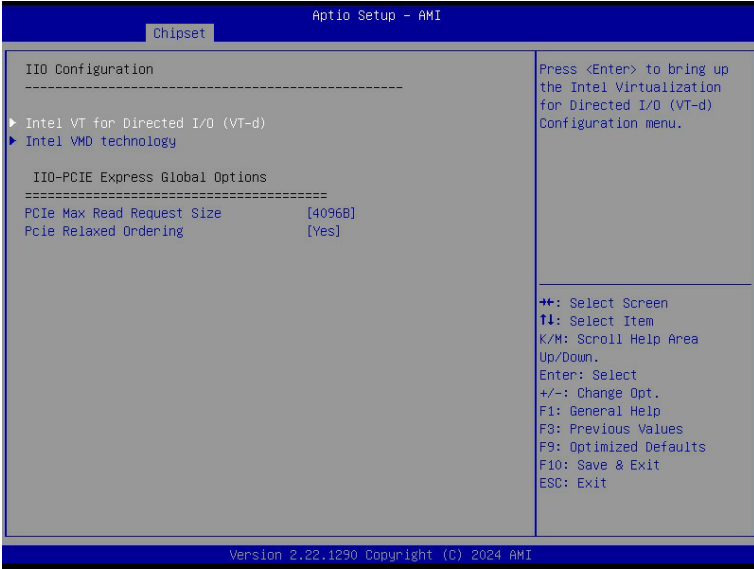 Aptio Setup – AMI
Chipset
IIO Configuration
--------------------------------------------------
▶ Intel VT for Directed I/O (VT-d)
▶ Intel VMD technology
IIO-PCIE Express Global Options
========================================
PCIe Max Read Request Size [4096B]
Pcie Relaxed Ordering [Yes]
Press <Enter> to bring up
the Intel Virtualization
for Directed I/O (VT-d)
Configuration menu.
→←: Select Screen
↑↓: Select Item
K/M: Scroll Help Area
Up/Down.
Enter: Select
+/-: Change Opt.
F1: General Help
F3: Previous Values
F9: Optimized Defaults
F10: Save & Exit
ESC: Exit
Version 2.22.1290 Copyright (C) 2024 AMI